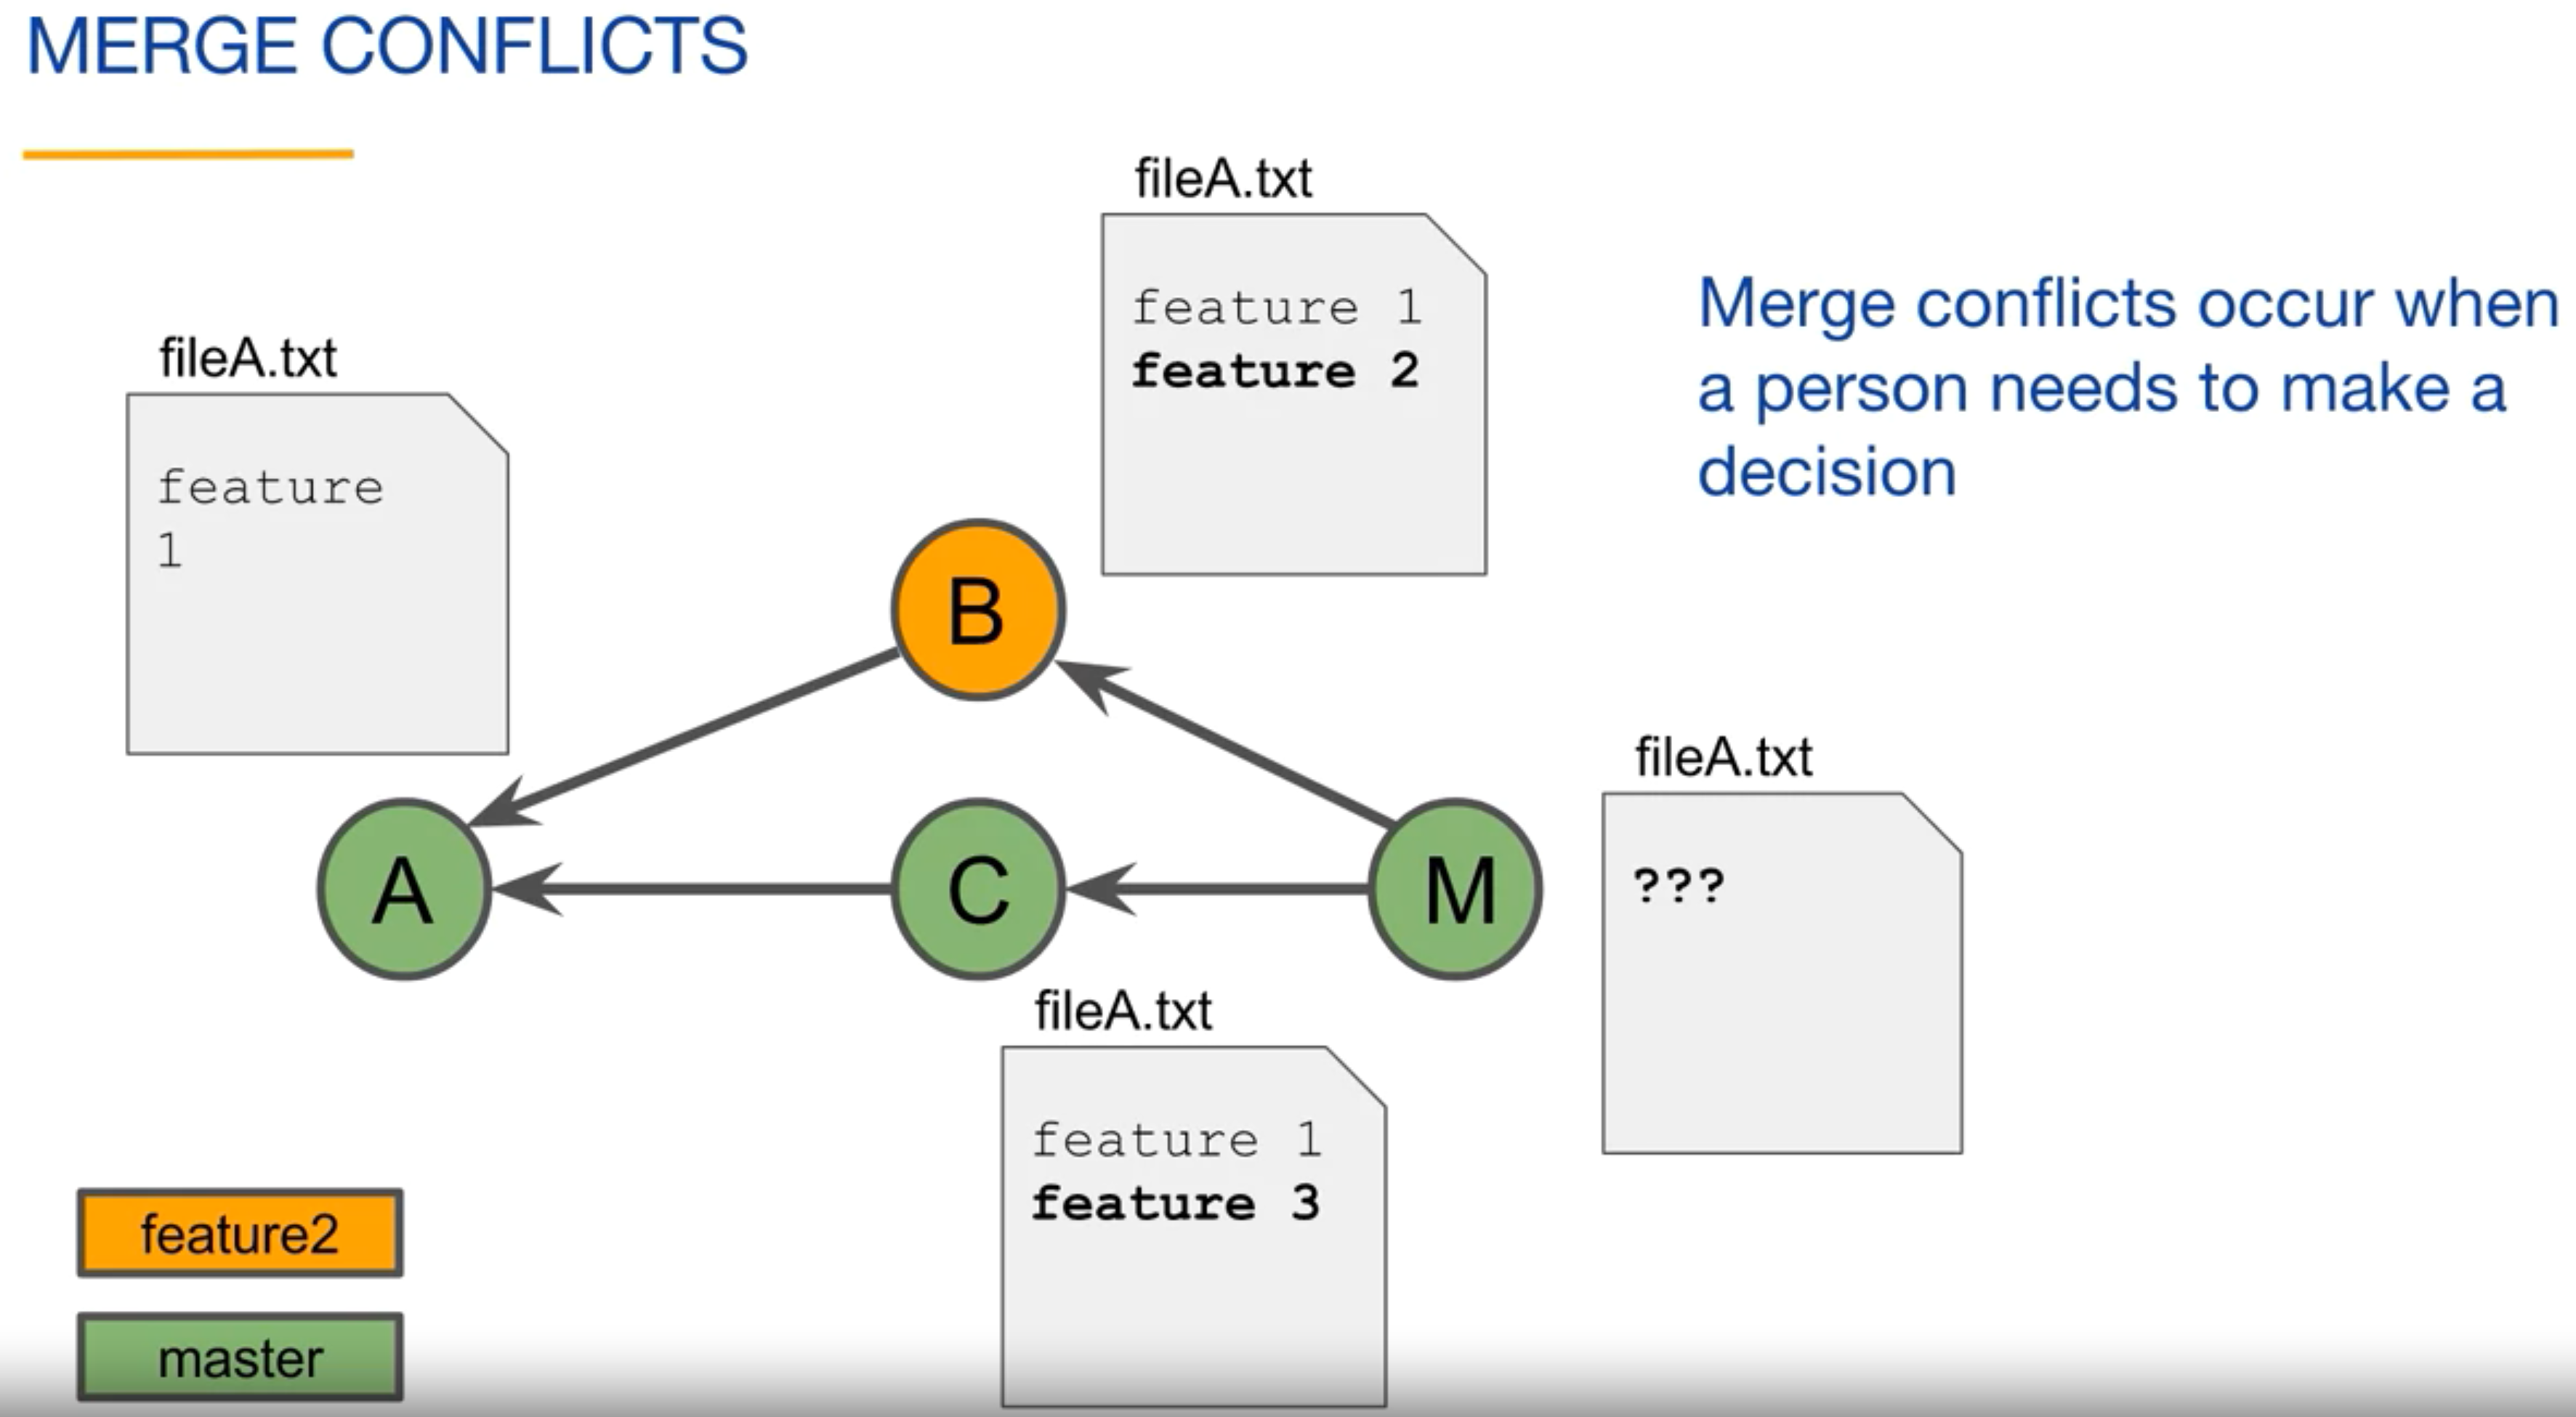 MERGE CONFLICTS
fileA.txt
feature 1
feature 2
Merge conflicts occur when
a person needs to make a
decision
fileA.txt
feature
1
B
fileA.txt
???
A
C
M
fileA.txt
feature 1
feature 3
feature2
master